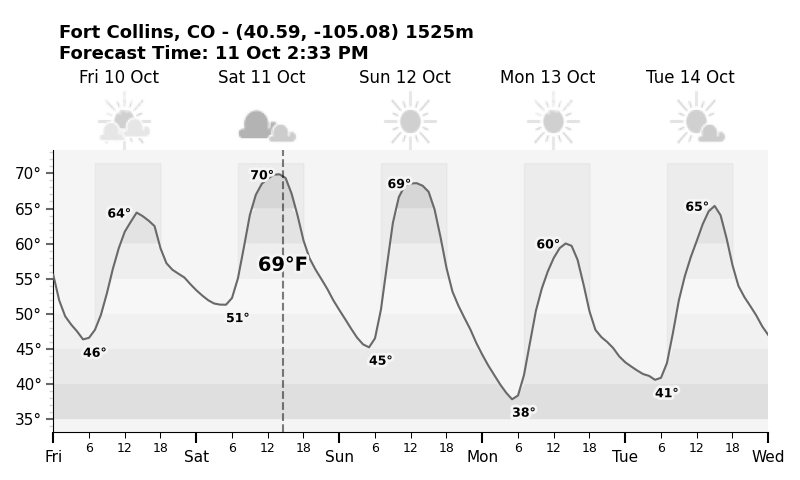 Fort Collins, CO - (40.59, -105.08) 1525m
Forecast Time: 11 Oct 2:33 PM
Fri 10 Oct Sat 11 Oct Sun 12 Oct Mon 13 Oct Tue 14 Oct
70°
65°
60°
55°
50°
45°
40°
35°
64° 70° 69° 60° 65°
69°F
46° 51° 45° 38° 41°
6 12 18 6 12 18 6 12 18 6 12 18 6 12 18
Fri Sat Sun Mon Tue Wed